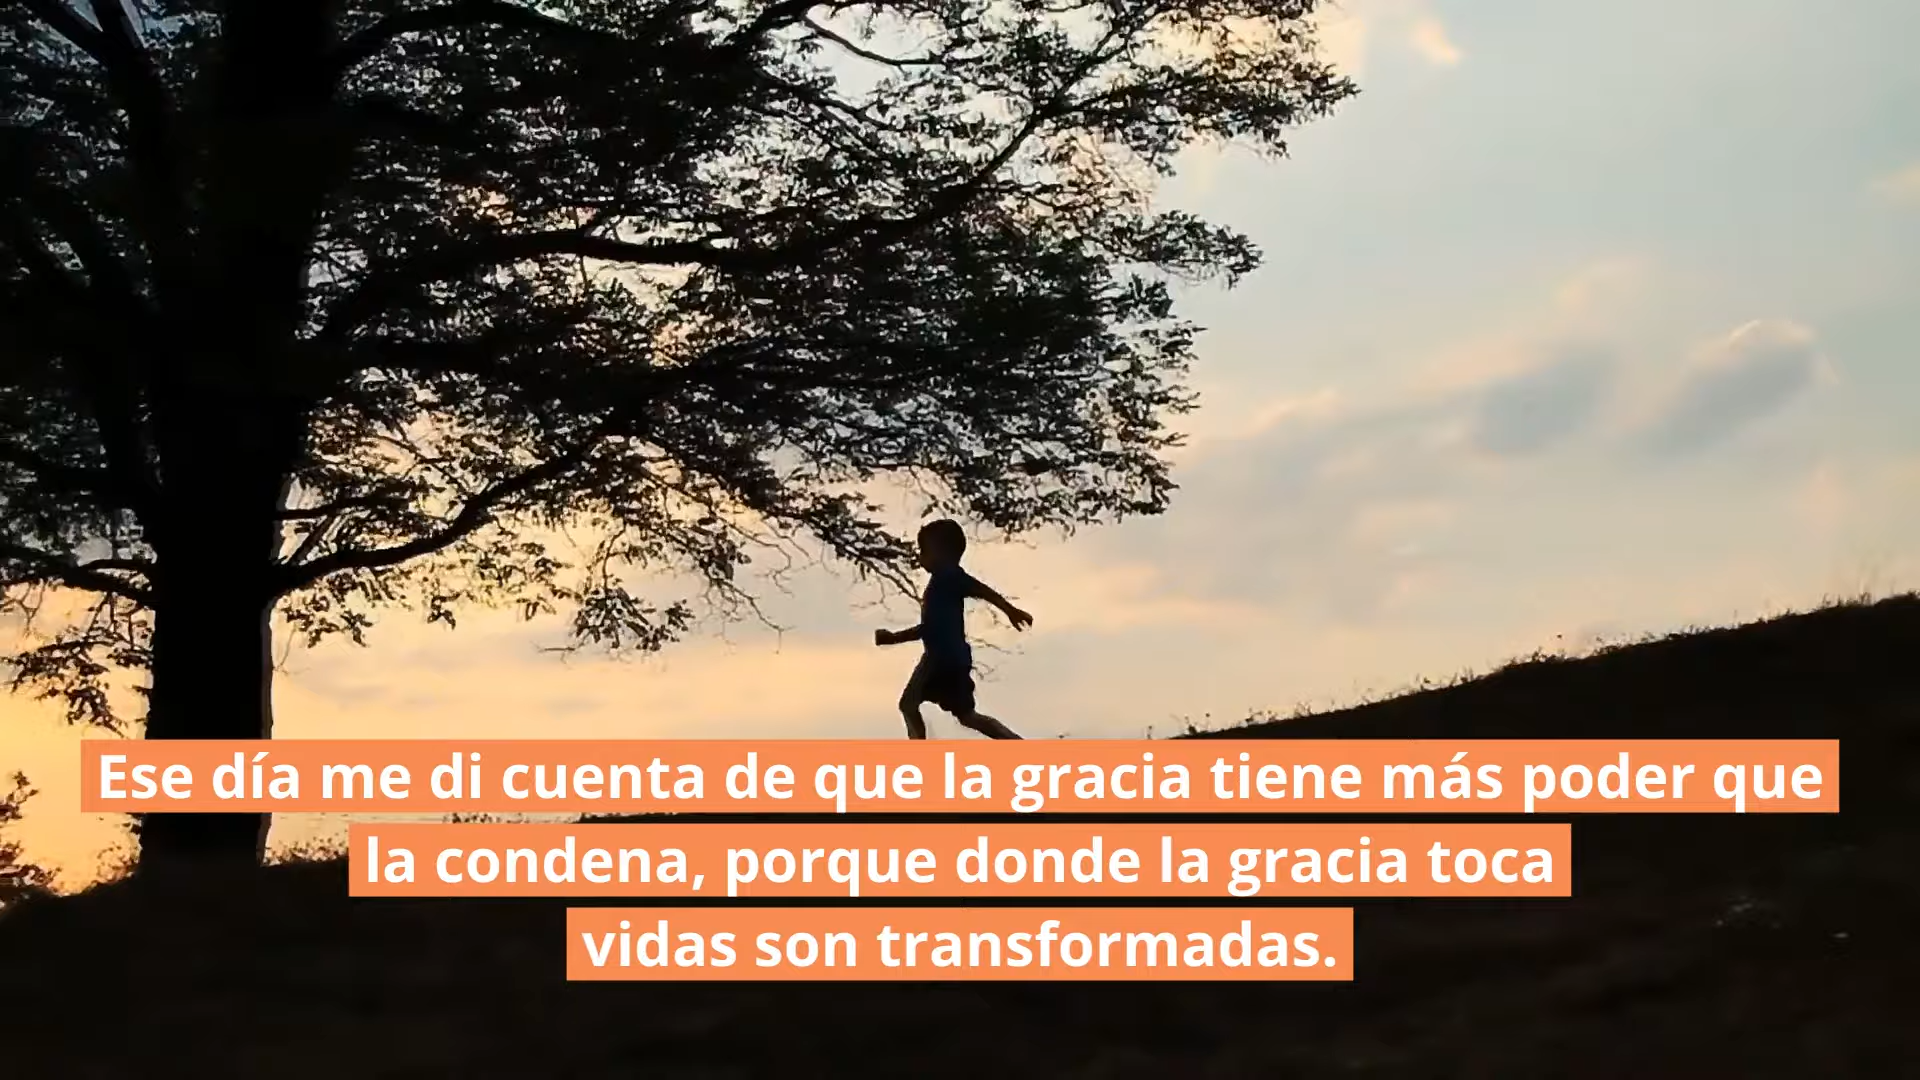 Ese día me di cuenta de que la gracia tiene más poder que
la condena, porque donde la gracia toca
vidas son transformadas.